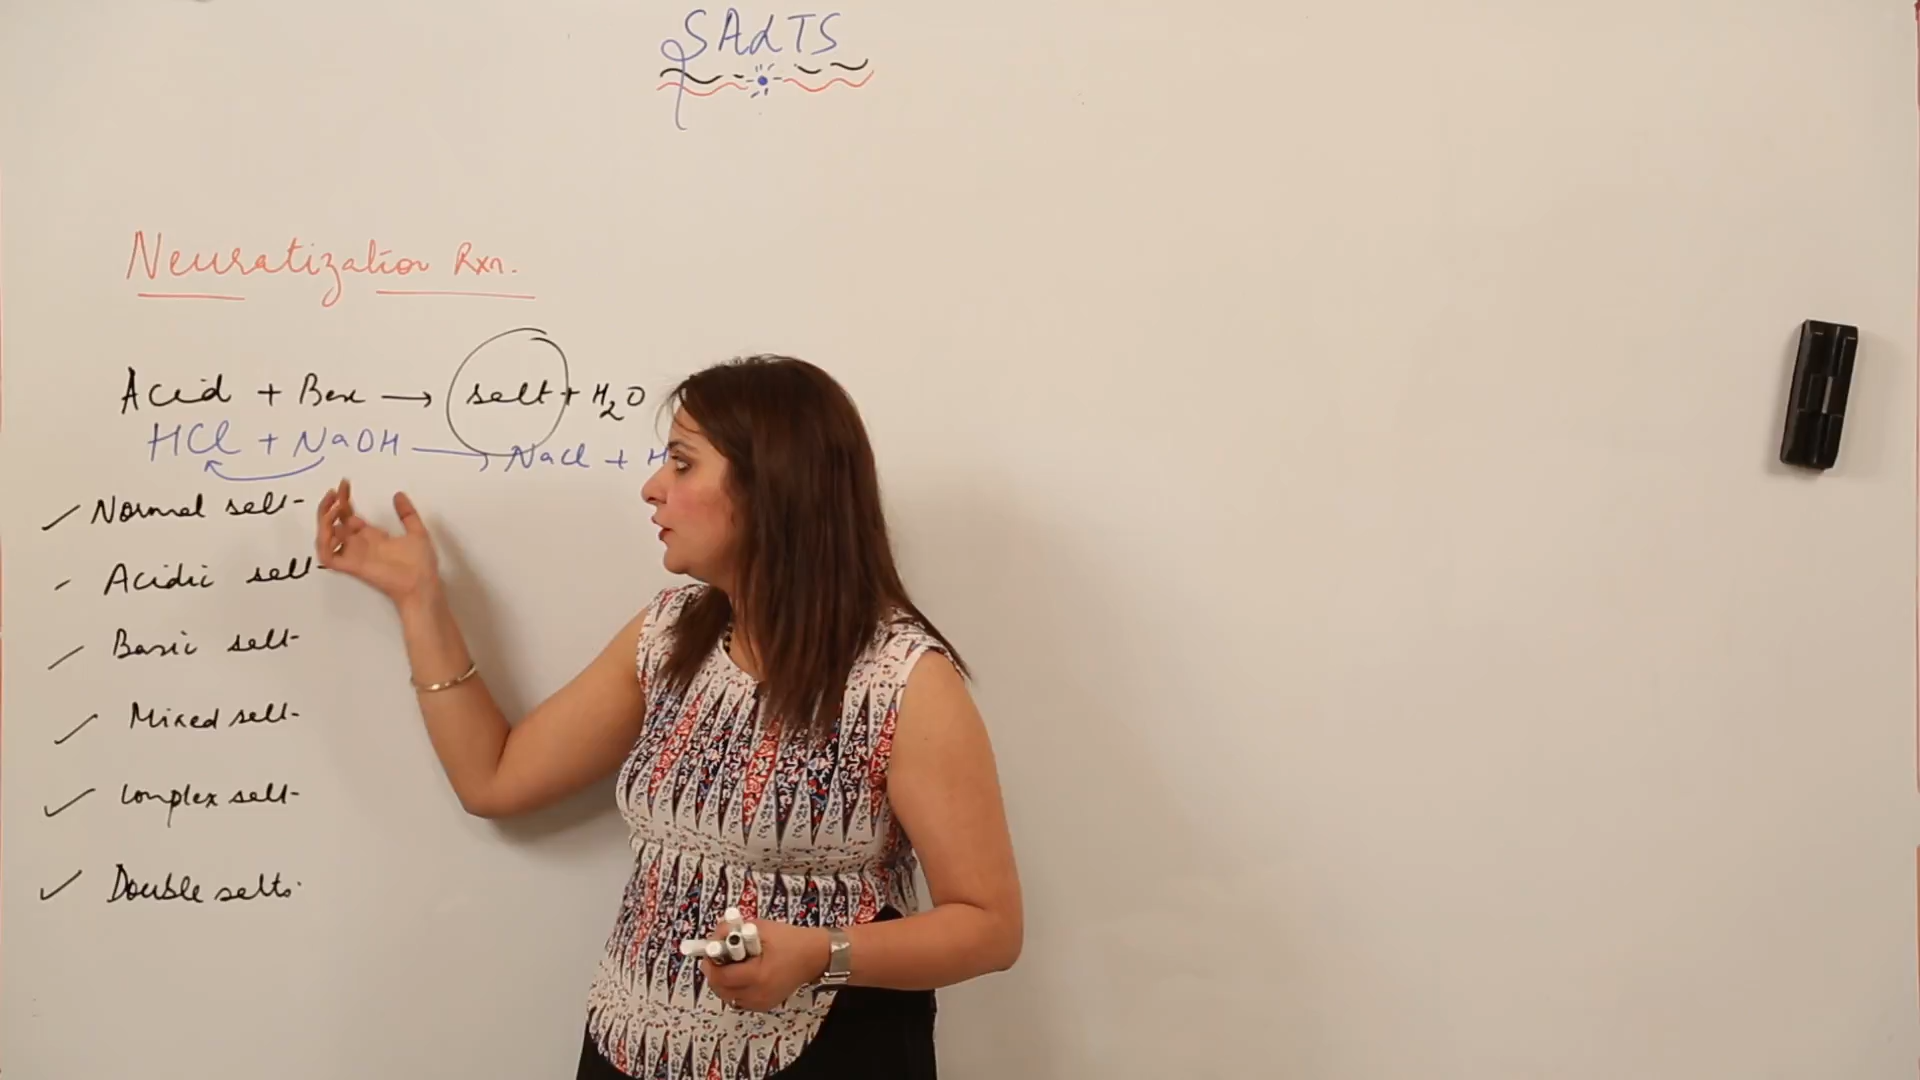 SALTS
Neuratization Rxn.
Acid + Base → salt + H₂O
HCl + NaOH → NaCl + H
Normal salt-
Acidic salt-
Basic salt-
Mixed salt-
Complex salt-
Double salts.